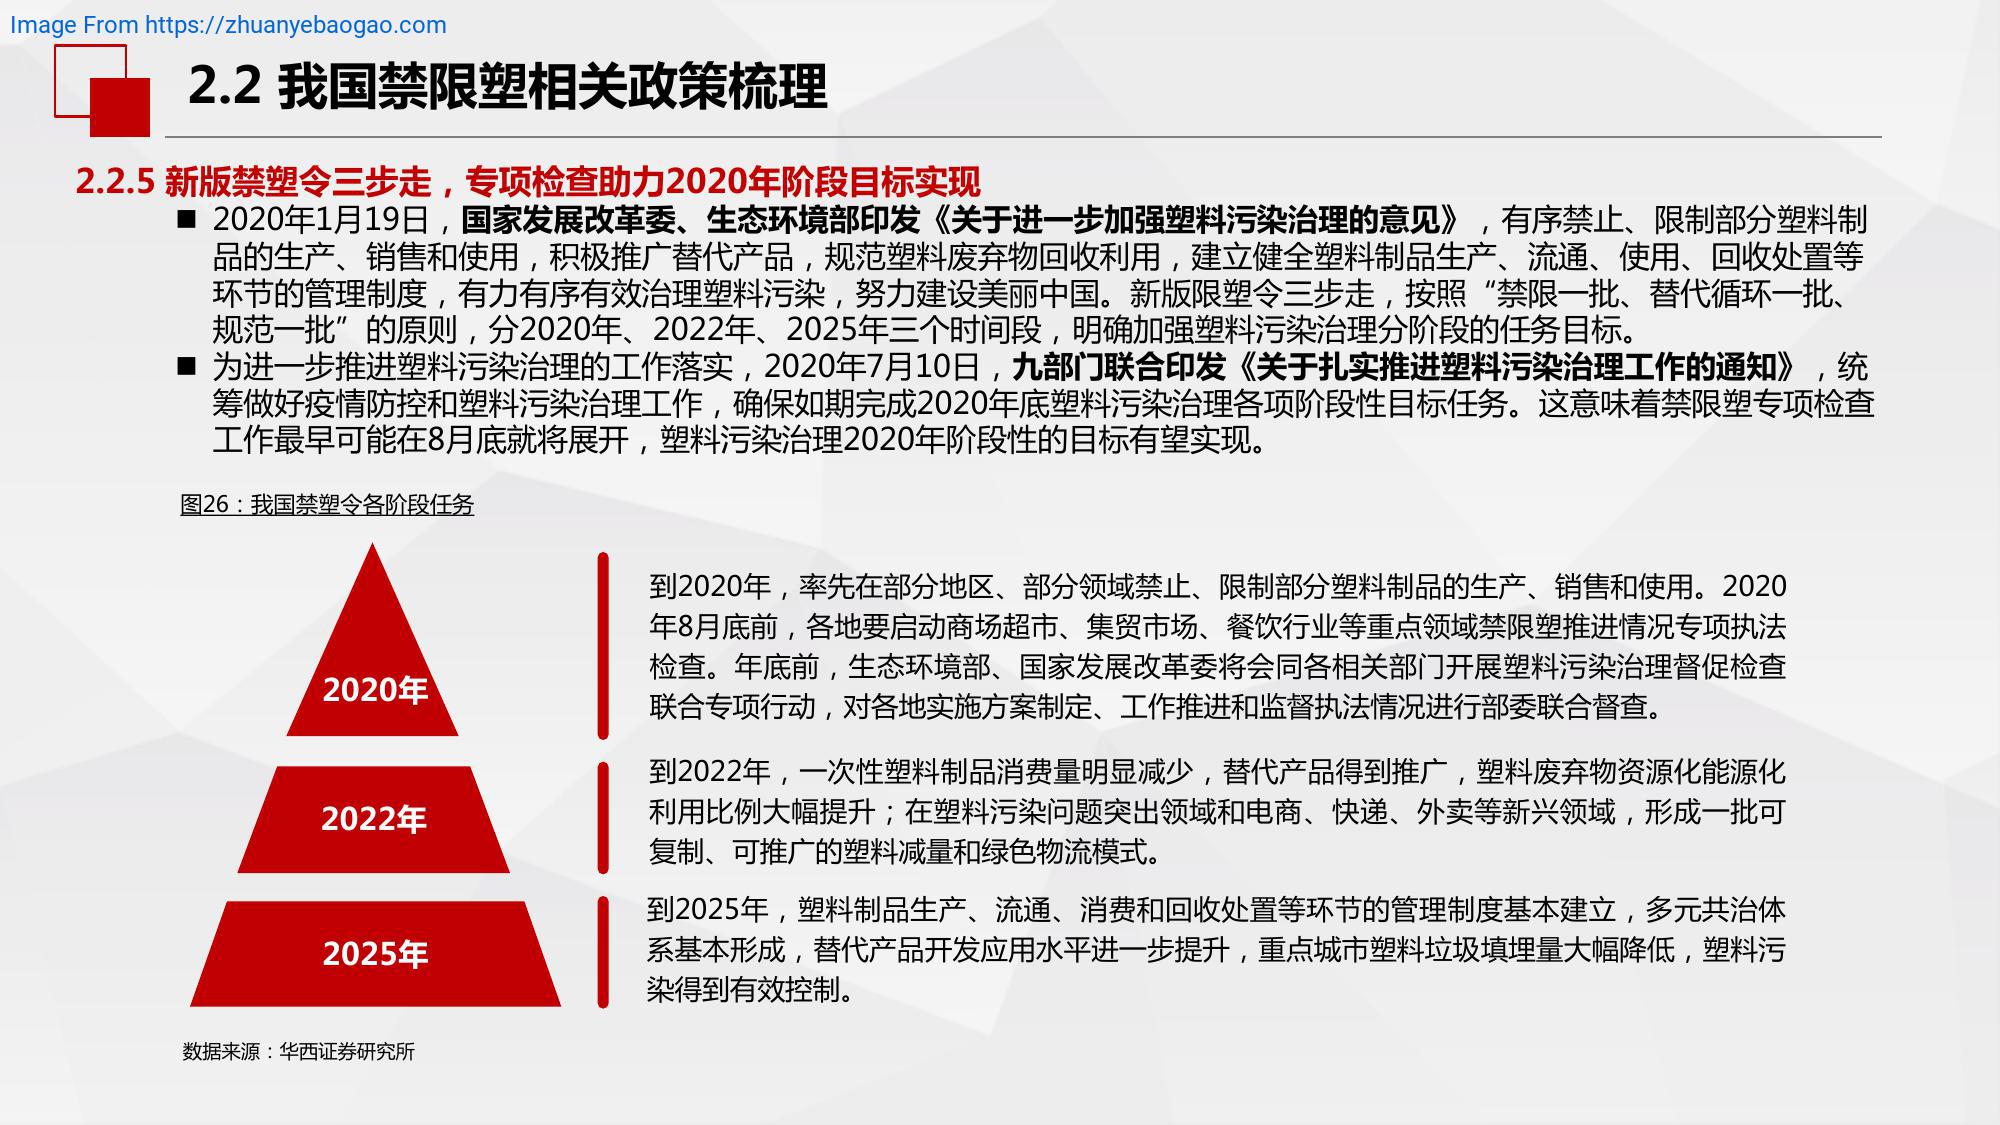 Image From https://zhuanyebaogao.com
2.2 我国禁限塑相关政策梳理
2.2.5 新版禁塑令三步走，专项检查助力2020年阶段目标实现
■ 2020年1月19日，国家发展改革委、生态环境部印发《关于进一步加强塑料污染治理的意见》，有序禁止、限制部分塑料制
品的生产、销售和使用，积极推广替代产品，规范塑料废弃物回收利用，建立健全塑料制品生产、流通、使用、回收处置等
环节的管理制度，有力有序有效治理塑料污染，努力建设美丽中国。新版限塑令三步走，按照“禁限一批、替代循环一批、
规范一批”的原则，分2020年、2022年、2025年三个时间段，明确加强塑料污染治理分阶段的任务目标。
■ 为进一步推进塑料污染治理的工作落实，2020年7月10日，九部门联合印发《关于扎实推进塑料污染治理工作的通知》，统
筹做好疫情防控和塑料污染治理工作，确保如期完成2020年底塑料污染治理各项阶段性目标任务。这意味着禁限塑专项检查
工作最早可能在8月底就将展开，塑料污染治理2020年阶段性的目标有望实现。
图26：我国禁塑令各阶段任务
2020年
到2020年，率先在部分地区、部分领域禁止、限制部分塑料制品的生产、销售和使用。2020
年8月底前，各地要启动商场超市、集贸市场、餐饮行业等重点领域禁限塑推进情况专项执法
检查。年底前，生态环境部、国家发展改革委将会同各相关部门开展塑料污染治理督促检查
联合专项行动，对各地实施方案制定、工作推进和监督执法情况进行部委联合督查。
2022年
到2022年，一次性塑料制品消费量明显减少，替代产品得到推广，塑料废弃物资源化能源化
利用比例大幅提升；在塑料污染问题突出领域和电商、快递、外卖等新兴领域，形成一批可
复制、可推广的塑料减量和绿色物流模式。
2025年
到2025年，塑料制品生产、流通、消费和回收处置等环节的管理制度基本建立，多元共治体
系基本形成，替代产品开发应用水平进一步提升，重点城市塑料垃圾填埋量大幅降低，塑料污
染得到有效控制。
数据来源：华西证券研究所